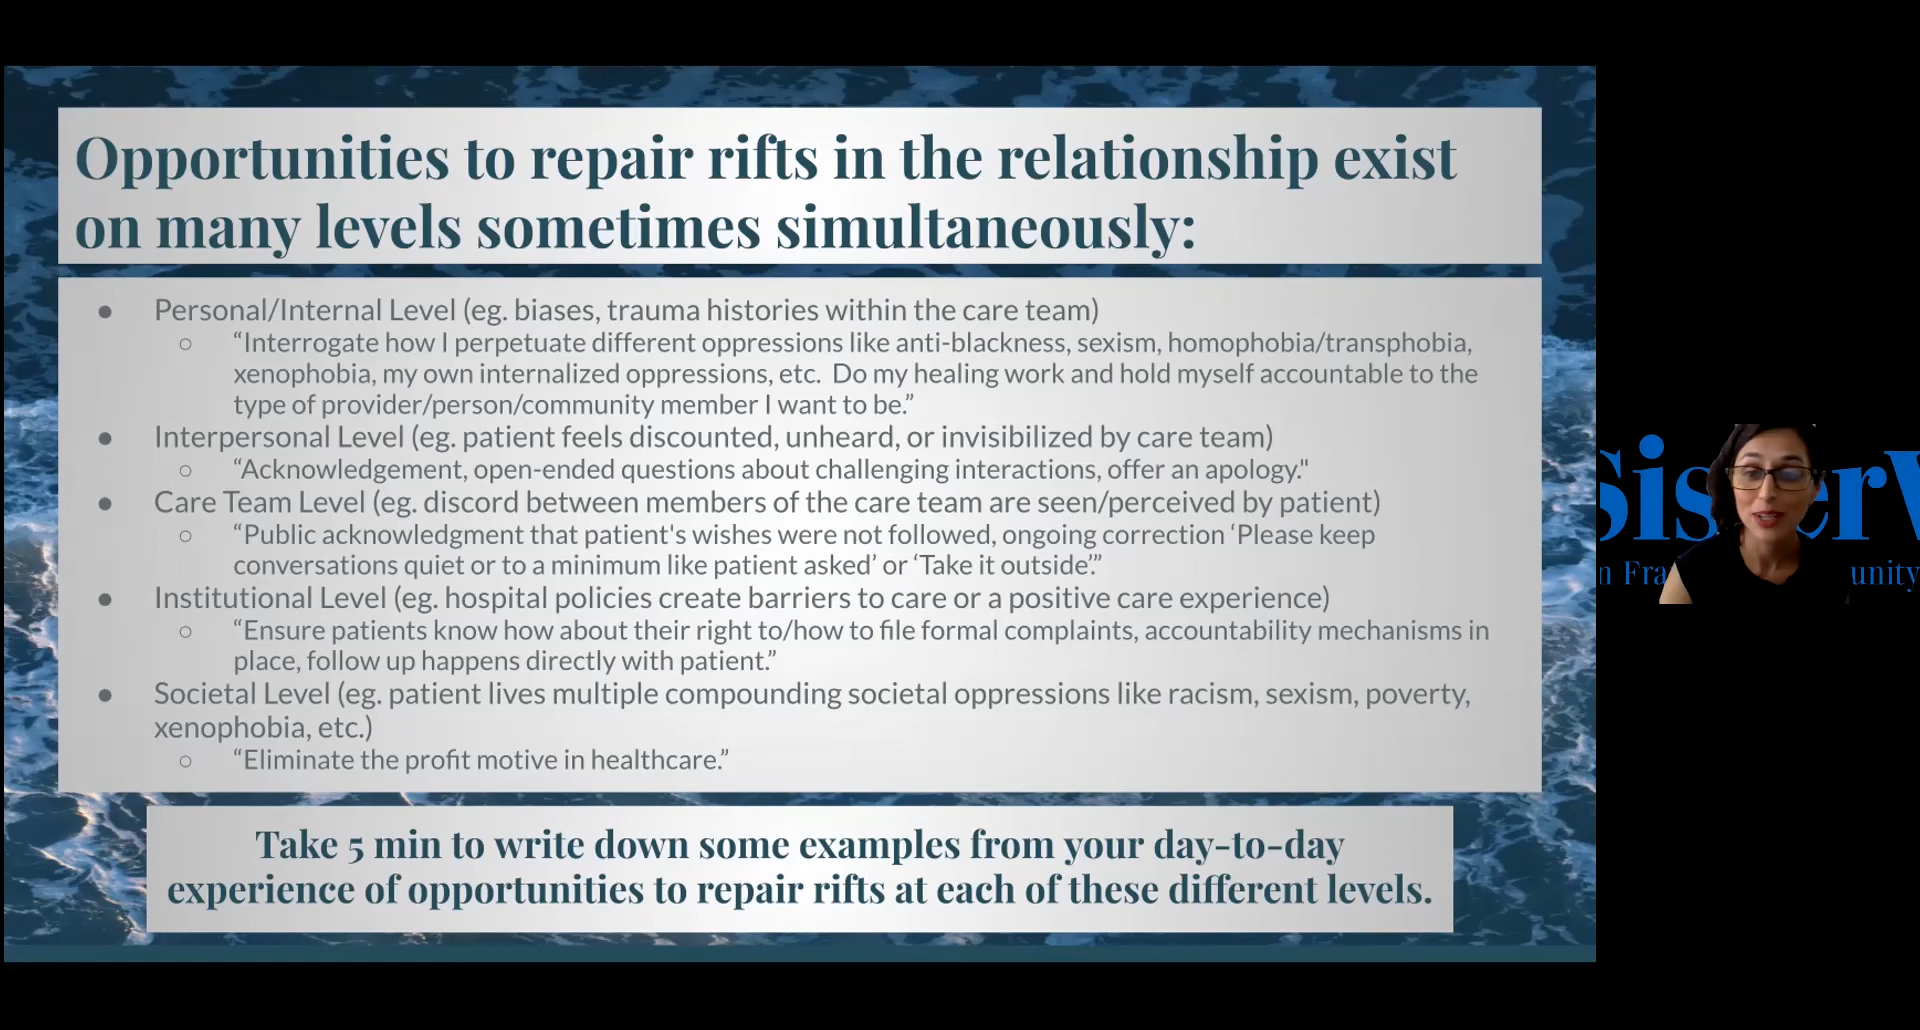 Opportunities to repair rifts in the relationship exist
on many levels sometimes simultaneously:
● Personal/Internal Level (eg. biases, trauma histories within the care team)
○ “Interrogate how I perpetuate different oppressions like anti-blackness, sexism, homophobia/transphobia,
xenophobia, my own internalized oppressions, etc. Do my healing work and hold myself accountable to the
type of provider/person/community member I want to be.”
● Interpersonal Level (eg. patient feels discounted, unheard, or invisibilized by care team)
○ “Acknowledgement, open-ended questions about challenging interactions, offer an apology."
● Care Team Level (eg. discord between members of the care team are seen/perceived by patient)
○ “Public acknowledgment that patient's wishes were not followed, ongoing correction ‘Please keep
conversations quiet or to a minimum like patient asked’ or ‘Take it outside’.”
● Institutional Level (eg. hospital policies create barriers to care or a positive care experience)
○ “Ensure patients know how about their right to/how to file formal complaints, accountability mechanisms in
place, follow up happens directly with patient.”
● Societal Level (eg. patient lives multiple compounding societal oppressions like racism, sexism, poverty,
xenophobia, etc.)
○ “Eliminate the profit motive in healthcare.”
Take 5 min to write down some examples from your day-to-day
experience of opportunities to repair rifts at each of these different levels.